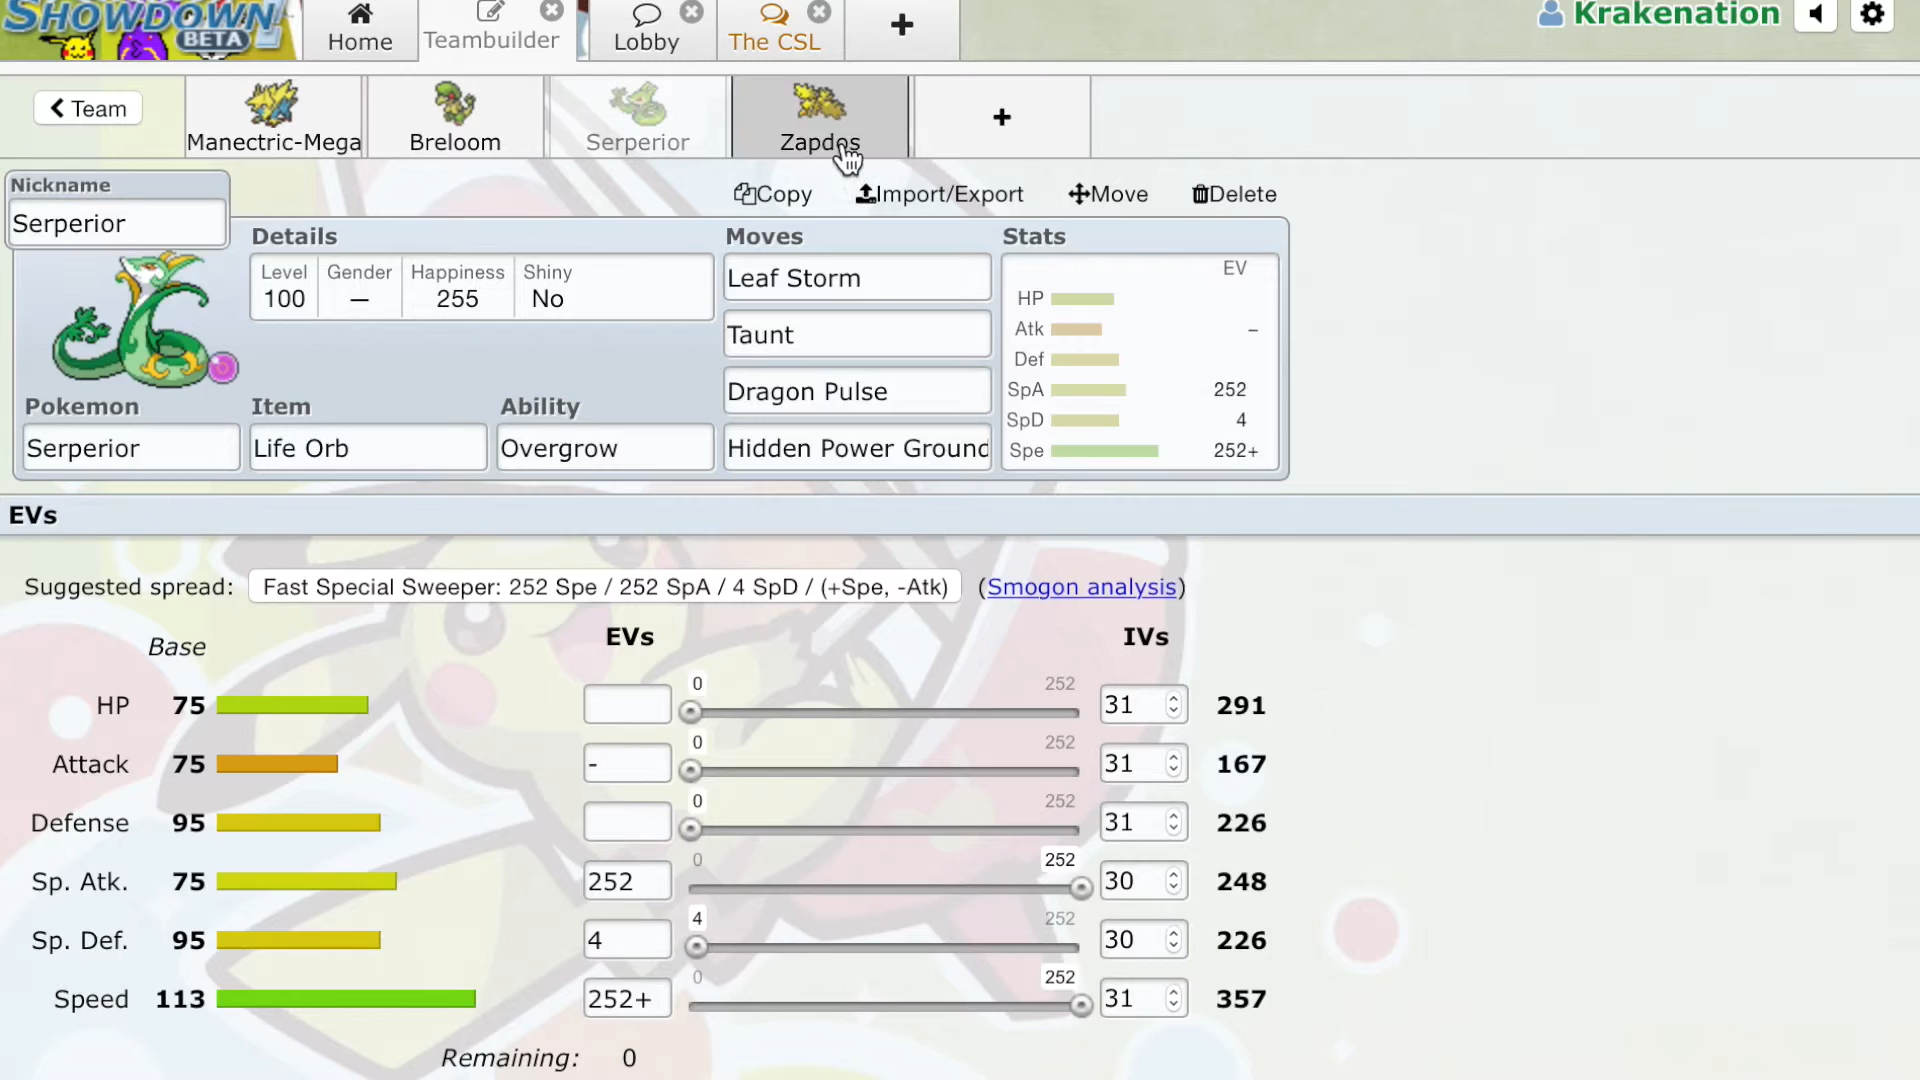 SHOWDOWN
BETA
Home
Teambuilder
Lobby
The CSL
+
Krakenation
Team
Manectric-Mega
Breloom
Serperior
Zapdos
+
Nickname
Serperior
Copy
Import/Export
Move
Delete
Details
Level Gender Happiness Shiny
100 — 255 No
Moves
Leaf Storm
Taunt
Dragon Pulse
Hidden Power Ground
Stats
EV
HP
Atk –
Def
SpA 252
SpD 4
Spe 252+
Pokemon
Serperior
Item
Life Orb
Ability
Overgrow
EVs
Suggested spread: Fast Special Sweeper: 252 Spe / 252 SpA / 4 SpD / (+Spe, -Atk) (Smogon analysis)
Base EVs IVs
0 252
HP 75 31 291
0 252
Attack 75 - 31 167
0 252
Defense 95 31 226
0 252
Sp. Atk. 75 252 30 248
4 252
Sp. Def. 95 4 30 226
0 252
Speed 113 252+ 31 357
Remaining: 0